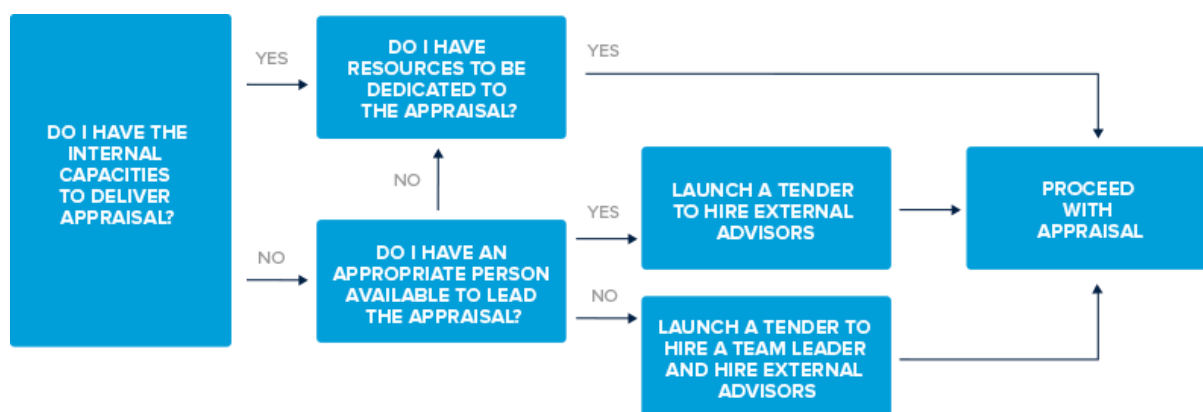 DO I HAVE THE
INTERNAL
CAPACITIES
TO DELIVER
APPRAISAL?
YES
NO
DO I HAVE
RESOURCES TO BE
DEDICATED TO
THE APPRAISAL?
YES
NO
DO I HAVE AN
APPROPRIATE PERSON
AVAILABLE TO LEAD
THE APPRAISAL?
YES
NO
LAUNCH A TENDER
TO HIRE EXTERNAL
ADVISORS
LAUNCH A TENDER TO
HIRE A TEAM LEADER
AND HIRE EXTERNAL
ADVISORS
PROCEED
WITH
APPRAISAL